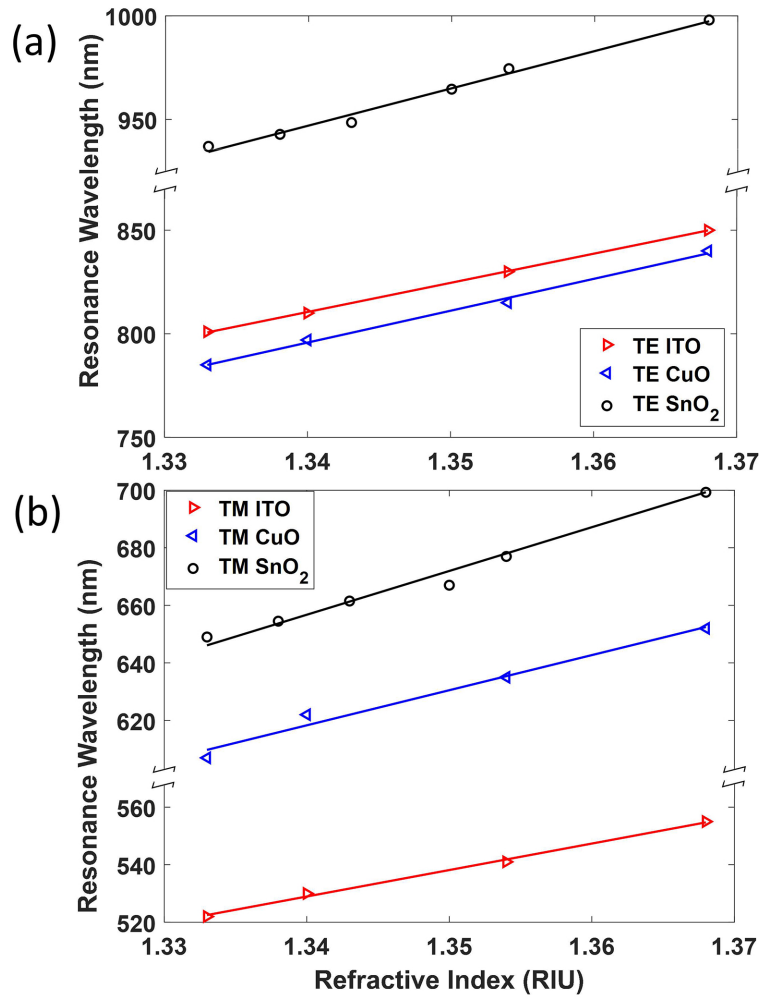 (a)
Resonance Wavelength (nm)
1000
950
850
800
750
TE ITO
TE CuO
TE SnO₂
1.33 1.34 1.35 1.36 1.37
(b)
Resonance Wavelength (nm)
700
680
660
640
620
560
540
520
TM ITO
TM CuO
TM SnO₂
1.33 1.34 1.35 1.36 1.37
Refractive Index (RIU)